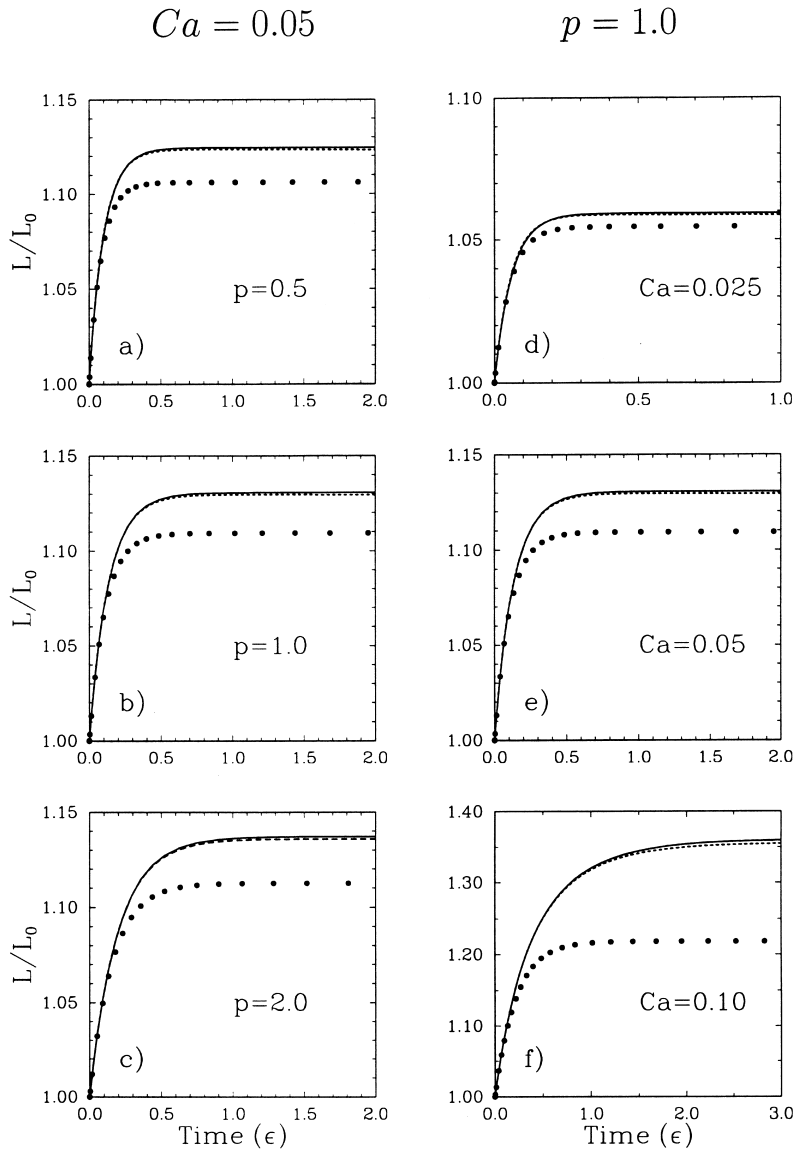 Ca = 0.05
p = 1.0
1.15
1.10
1.05
1.00
L/L₀
p=0.5
a)
0.0 0.5 1.0 1.5 2.0
1.10
1.05
1.00
Ca=0.025
d)
0.0 0.5 1.0
1.15
1.10
1.05
1.00
L/L₀
p=1.0
b)
0.0 0.5 1.0 1.5 2.0
1.15
1.10
1.05
1.00
Ca=0.05
e)
0.0 0.5 1.0 1.5 2.0
1.15
1.10
1.05
1.00
L/L₀
p=2.0
c)
0.0 0.5 1.0 1.5 2.0
Time (ϵ)
1.40
1.30
1.20
1.10
1.00
Ca=0.10
f)
0.0 1.0 2.0 3.0
Time (ϵ)